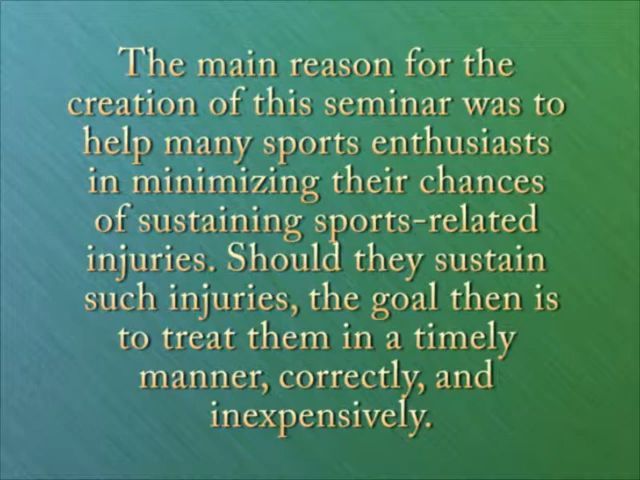 The main reason for the
creation of this seminar was to
help many sports enthusiasts
in minimizing their chances
of sustaining sports-related
injuries. Should they sustain
such injuries, the goal then is
to treat them in a timely
manner, correctly, and
inexpensively.